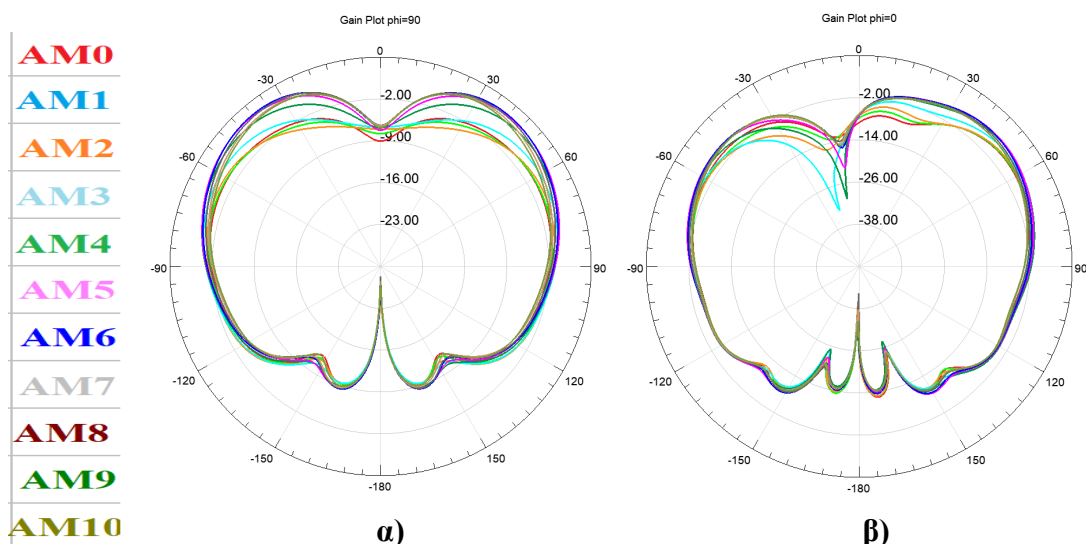 AM0
AM1
AM2
AM3
AM4
AM5
AM6
AM7
AM8
AM9
AM10
Gain Plot phi=90
0
-30
30
-60
60
-90
90
-120
120
-150
150
-180
-2.00
-9.00
-16.00
-23.00
α)
Gain Plot phi=0
0
-30
30
-60
60
-90
90
-120
120
-150
150
-180
-2.00
-14.00
-26.00
-38.00
β)